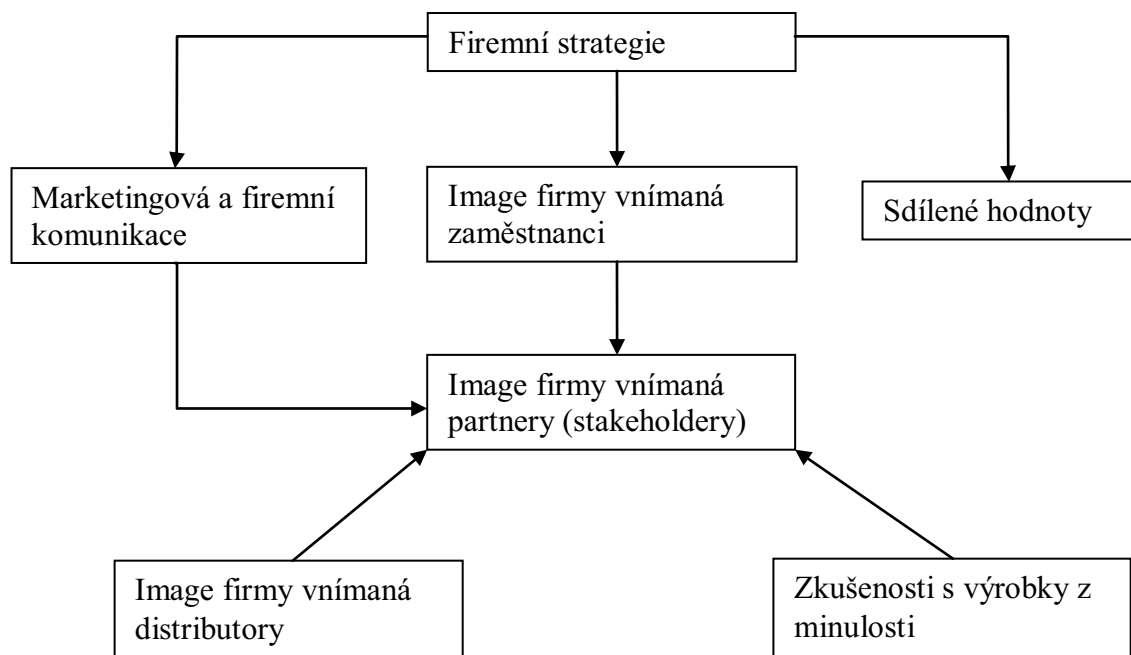 Firemní strategie
Marketingová a firemní
komunikace
Image firmy vnímaná
zaměstnanci
Sdílené hodnoty
Image firmy vnímaná
partnery (stakeholdery)
Image firmy vnímaná
distributory
Zkušenosti s výrobky z
minulosti